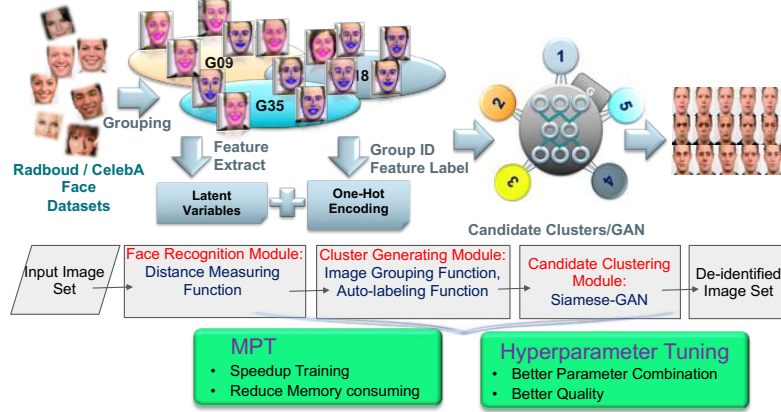 G09
18
G35
Grouping
Radboud / CelebA
Face
Datasets
Feature
Extract
Group ID
Feature Label
Latent
Variables
One-Hot
Encoding
1
2
3
4
5
G
Candidate Clusters/GAN
Input Image
Set
Face Recognition Module:
Distance Measuring
Function
Cluster Generating Module:
Image Grouping Function,
Auto-labeling Function
Candidate Clustering
Module:
Siamese-GAN
De-identified
Image Set
MPT
• Speedup Training
• Reduce Memory consuming
Hyperparameter Tuning
• Better Parameter Combination
• Better Quality